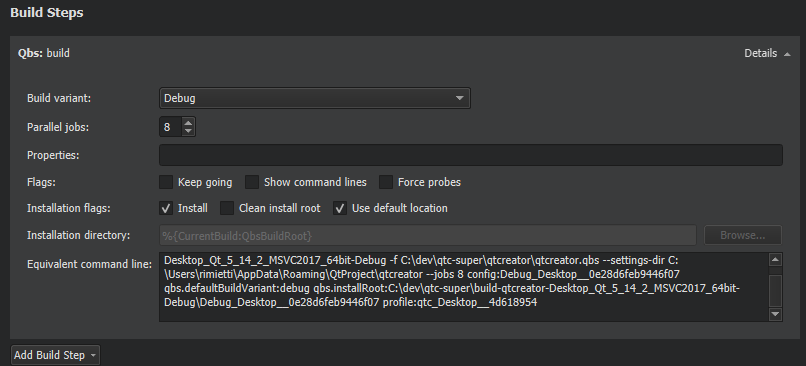 Build Steps
Qbs: build
Details
Build variant:
Debug
Parallel jobs:
8
Properties:
Flags:
Keep going
Show command lines
Force probes
Installation flags:
Install
Clean install root
Use default location
Installation directory:
%{CurrentBuild:QbsBuildRoot}
Browse...
Equivalent command line:
Desktop_Qt_5_14_2_MSVC2017_64bit-Debug -f C:\dev\qtc-super\qtcreator\qtcreator.qbs --settings-dir C:
\Users\rimietti\AppData\Roaming\QtProject\qtcreator --jobs 8 config:Debug_Desktop__0e28d6feb9446f07
qbs.defaultBuildVariant:debug qbs.installRoot:C:\dev\qtc-super\build-qtcreator-Desktop_Qt_5_14_2_MSVC2017_64bit-
Debug\Debug_Desktop__0e28d6feb9446f07 profile:qtc_Desktop__4d618954
Add Build Step